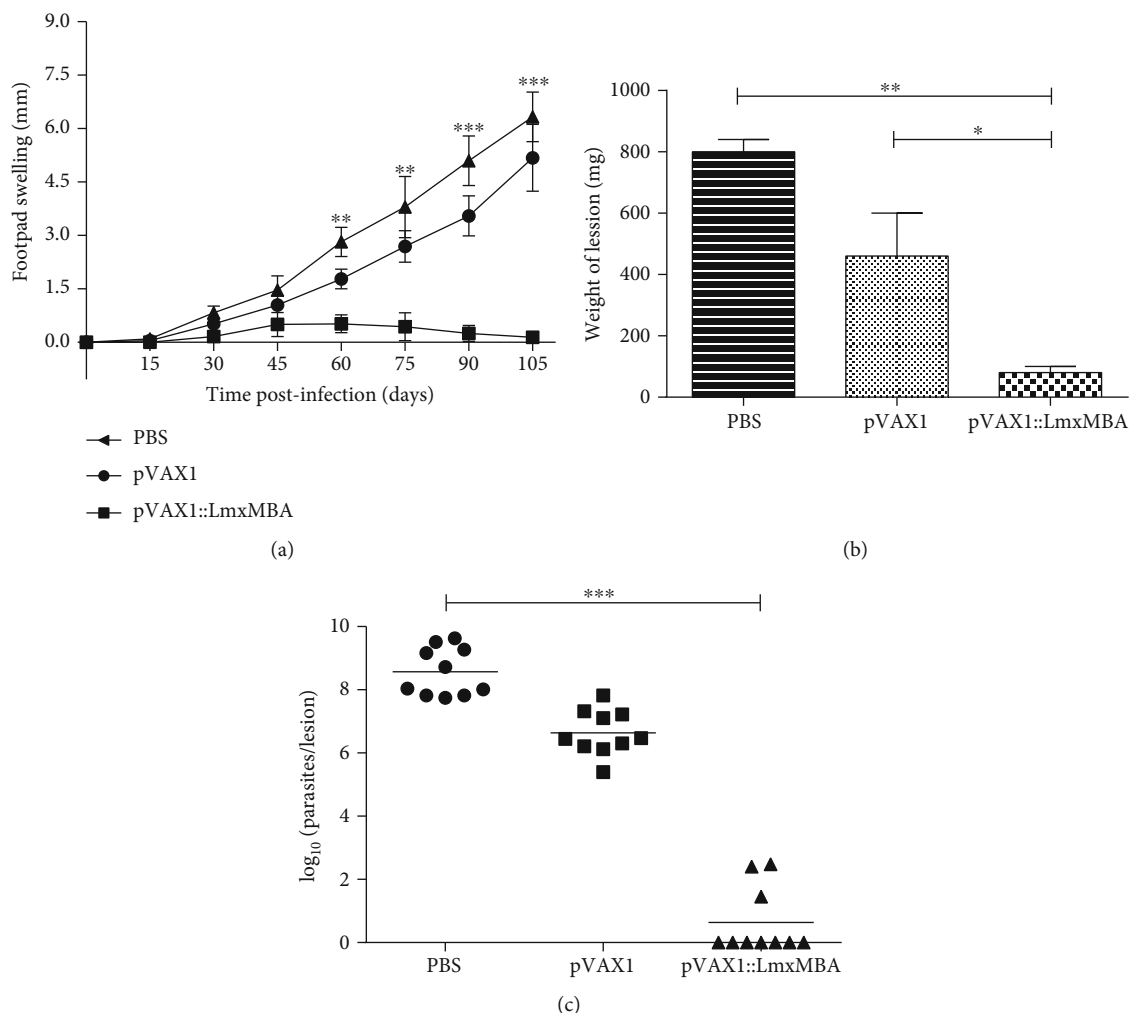 Footpad swelling (mm)
9.0
7.5
6.0
4.5
3.0
1.5
0.0
**
**
***
***
15
30
45
60
75
90
105
Time post-infection (days)
PBS
pVAX1
pVAX1::LmxMBA
(a)
Weight of lession (mg)
1000
800
600
400
200
0
**
*
PBS
pVAX1
pVAX1::LmxMBA
(b)
log₁₀ (parasites/lesion)
10
8
6
4
2
0
***
PBS
pVAX1
pVAX1::LmxMBA
(c)